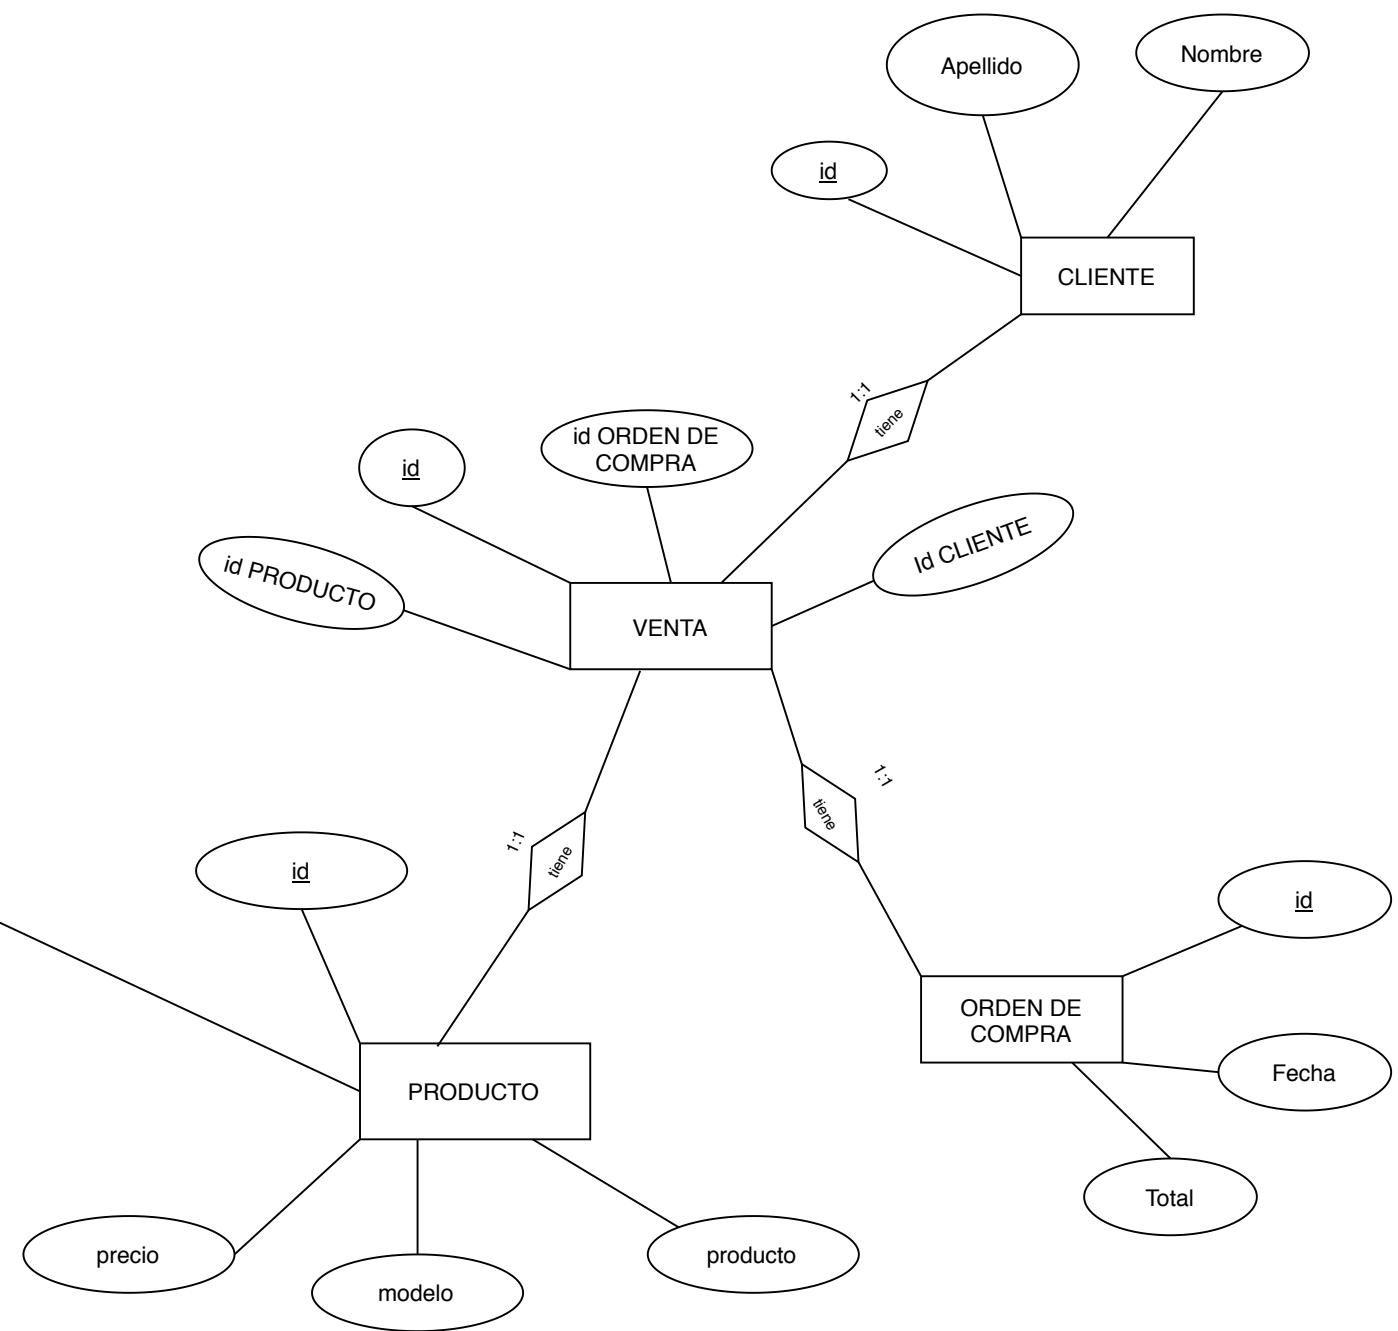 Apellido
Nombre
id
CLIENTE
1:1
tiene
id ORDEN DE
COMPRA
id
Id CLIENTE
id PRODUCTO
VENTA
1:1
tiene
1:1
tiene
id
id
ORDEN DE
COMPRA
Fecha
PRODUCTO
Total
precio
modelo
producto